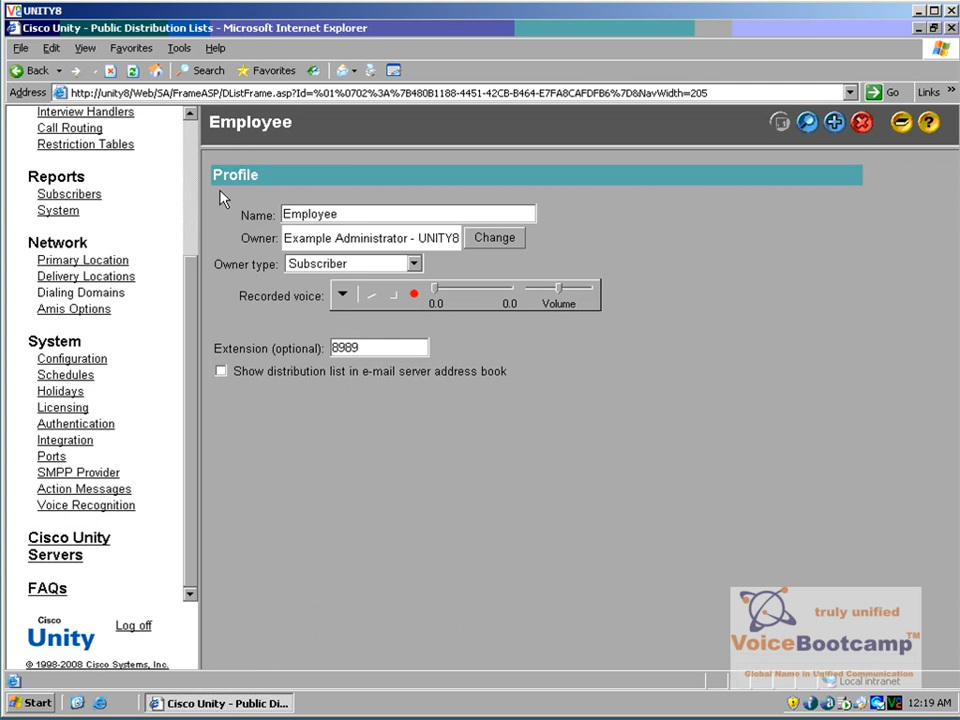 UNITY8
Cisco Unity - Public Distribution Lists - Microsoft Internet Explorer
File Edit View Favorites Tools Help
Back Search Favorites
Address http://unity8/Web/SA/FrameASP/DListFrame.asp?Id=%01%0702%3A%7B480B1188-4451-42CB-B464-E7FA8CAFDFB6%7D&NavWidth=205 Go Links »
Interview Handlers
Call Routing
Restriction Tables
Reports
Subscribers
System
Network
Primary Location
Delivery Locations
Dialing Domains
Amis Options
System
Configuration
Schedules
Holidays
Licensing
Authentication
Integration
Ports
SMPP Provider
Action Messages
Voice Recognition
Cisco Unity
Servers
FAQs
Cisco
Unity
Log off
© 1998-2008 Cisco Systems, Inc.
Employee
Profile
Name: Employee
Owner: Example Administrator - UNITY8 Change
Owner type: Subscriber
Recorded voice: 0.0 0.0 Volume
Extension (optional): 8989
Show distribution list in e-mail server address book
truly unified
VoiceBootcamp™
Global Name in Unified Communication
Local intranet
Start Cisco Unity - Public Di... 12:19 AM